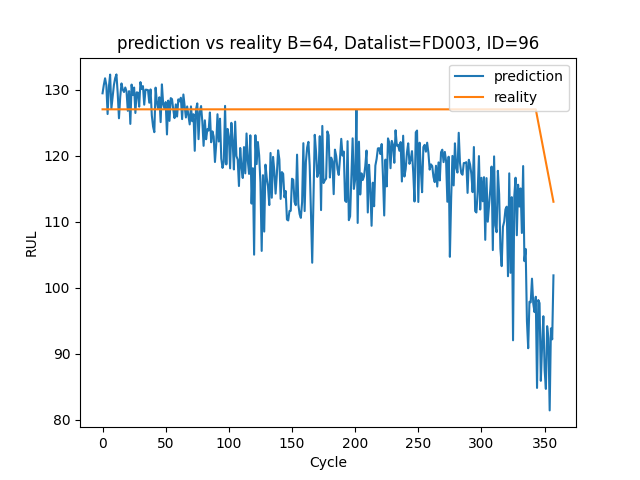 prediction vs reality B=64, Datalist=FD003, ID=96
prediction
reality
RUL
130
120
110
100
90
80
0 50 100 150 200 250 300 350
Cycle